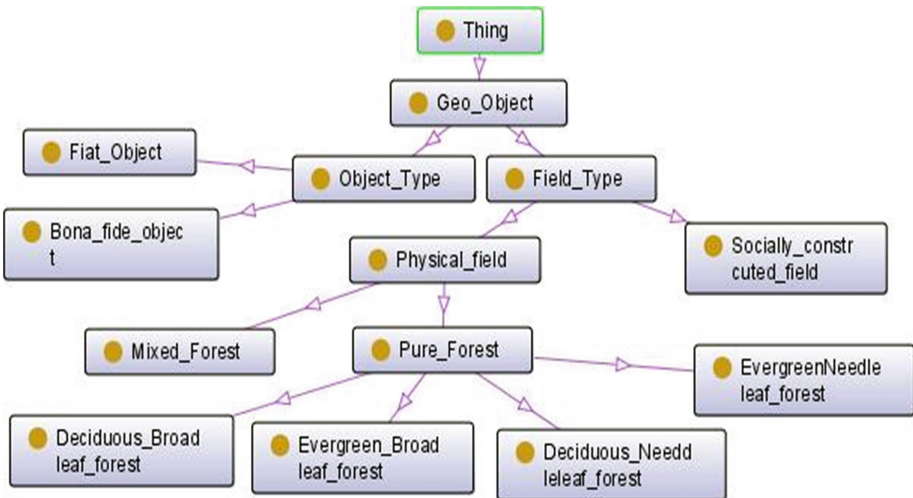 Thing
Geo_Object
Fiat_Object
Object_Type
Field_Type
Bona_fide_objec
t
Physical_field
Socially_constr
cuted_field
Mixed_Forest
Pure_Forest
EvergreenNeedle
leaf_forest
Deciduous_Broad
leaf_forest
Evergreen_Broad
leaf_forest
Deciduous_Needd
leleaf_forest